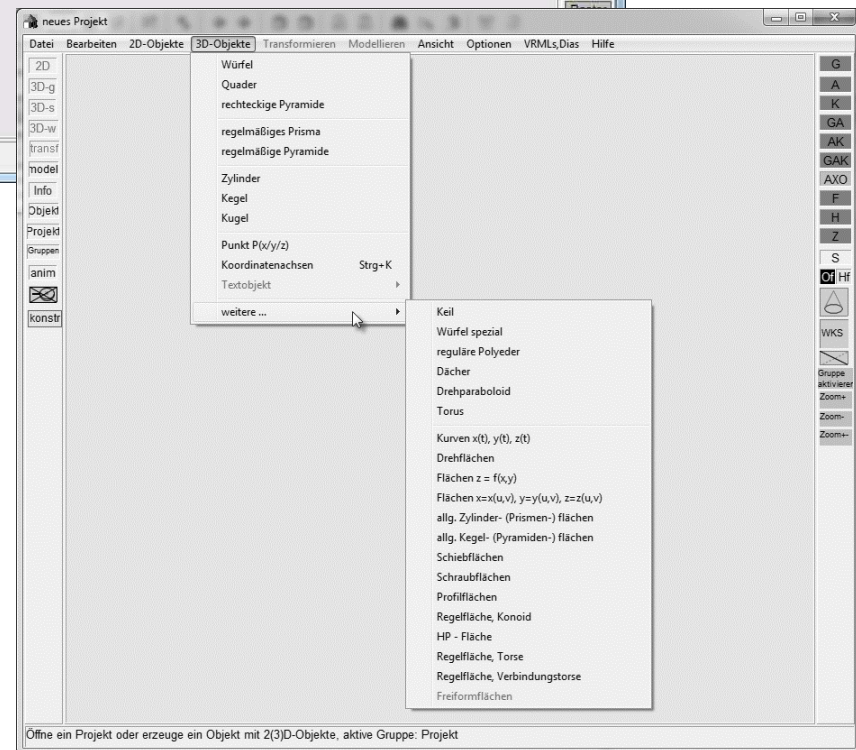 neues Projekt
Datei Bearbeiten 2D-Objekte 3D-Objekte Transformieren Modellieren Ansicht Optionen VRMLs,Dias Hilfe
2D
3D-g
3D-s
3D-w
transf
model
Info
Objekt
Projekt
Gruppen
anim
konstr
Würfel
Quader
rechteckige Pyramide
regelmäßiges Prisma
regelmäßige Pyramide
Zylinder
Kegel
Kugel
Punkt P(x/y/z)
Koordinatenachsen Strg+K
Textobjekt
weitere ...
Keil
Würfel spezial
reguläre Polyeder
Dächer
Drehparaboloid
Torus
Kurven x(t), y(t), z(t)
Drehflächen
Flächen z = f(x,y)
Flächen x=x(u,v), y=y(u,v), z=z(u,v)
allg. Zylinder- (Prismen-) flächen
allg. Kegel- (Pyramiden-) flächen
Schiebflächen
Schraubflächen
Profilflächen
Regelfläche, Konoid
HP - Fläche
Regelfläche, Torse
Regelfläche, Verbindungstorse
Freiformflächen
G
A
K
GA
AK
GAK
AXO
F
H
Z
S
Of Hf
WKS
Gruppe
aktivieren
Zoom+
Zoom-
Zoom+-
Öffne ein Projekt oder erzeuge ein Objekt mit 2(3)D-Objekte, aktive Gruppe: Projekt